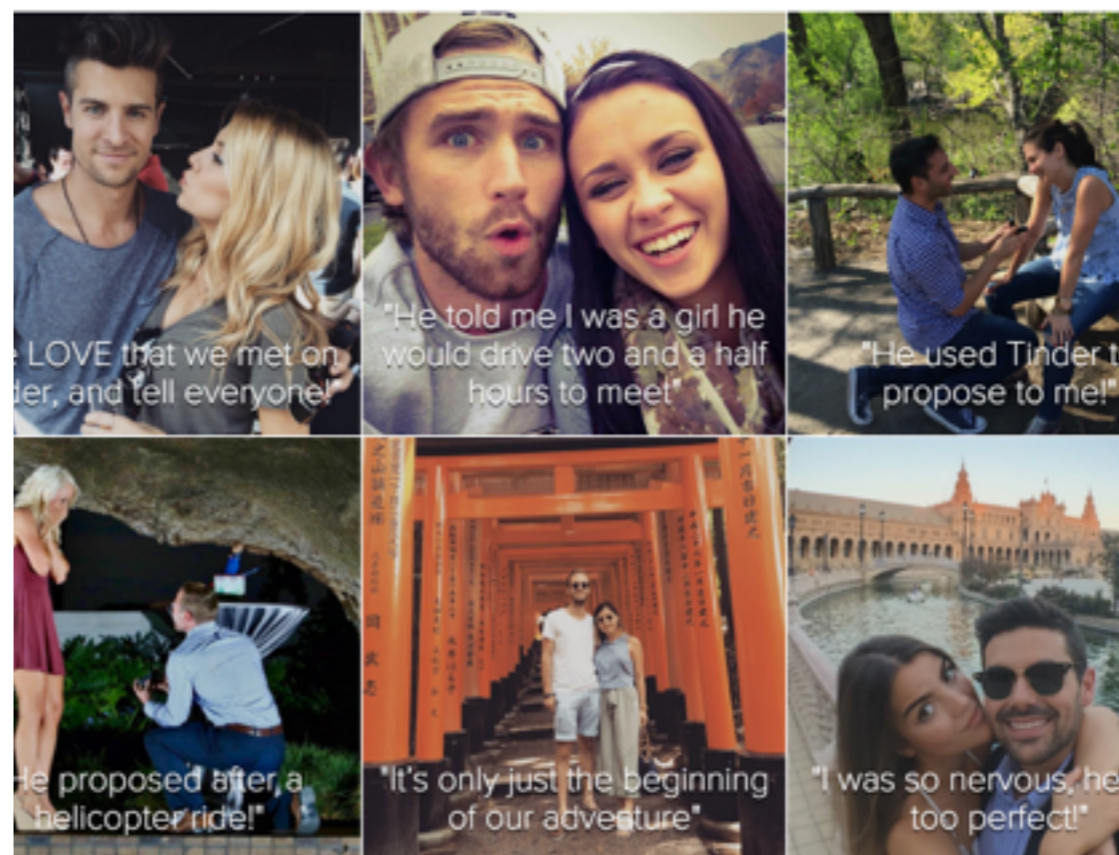 e LOVE that we met on
der, and tell everyone!"
"He told me I was a girl he
would drive two and a half
hours to meet"
"He used Tinder t
propose to me!"
He proposed after a
helicopter ride!"
"It's only just the beginning
of our adventure"
"I was so nervous, he
too perfect!"